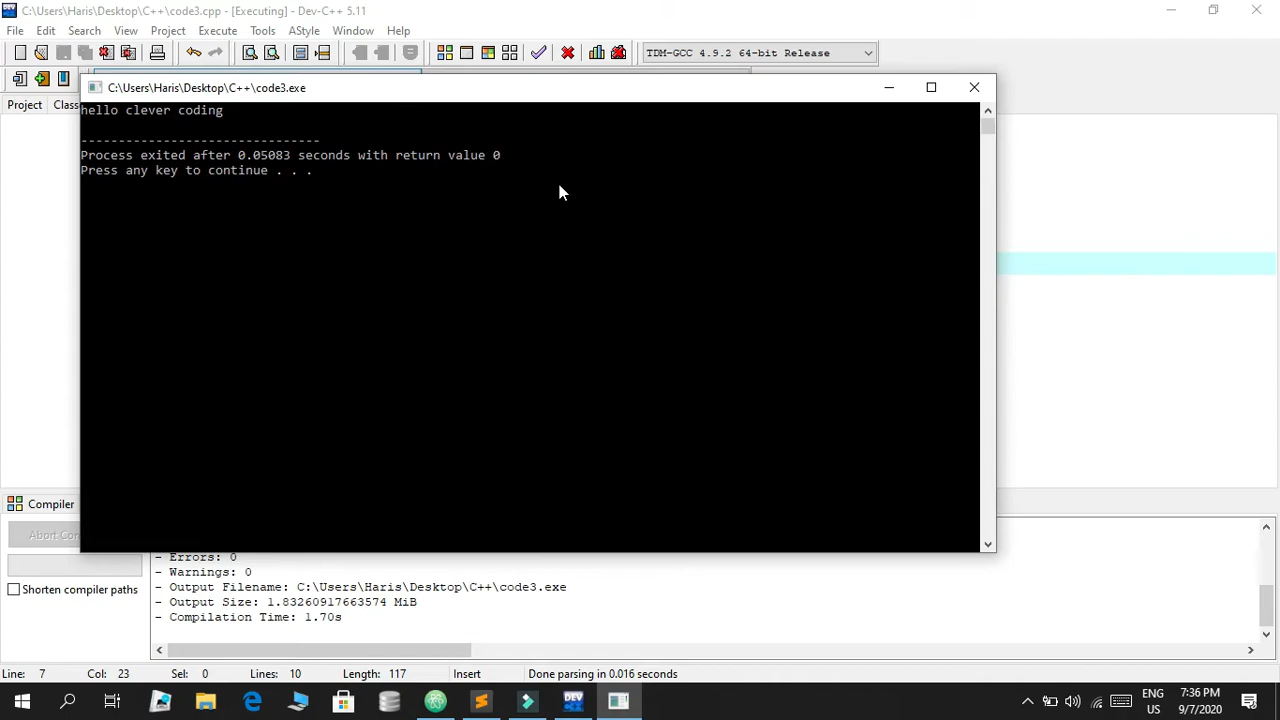 C:\Users\Haris\Desktop\C++\code3.cpp - [Executing] - Dev-C++ 5.11
File Edit Search View Project Execute Tools AStyle Window Help
TDM-GCC 4.9.2 64-bit Release
C:\Users\Haris\Desktop\C++\code3.exe
Project Class
hello clever coding
--------------------------------
Process exited after 0.05083 seconds with return value 0
Press any key to continue . . .
Compiler
Abort Com
- Errors: 0
- Warnings: 0
- Output Filename: C:\Users\Haris\Desktop\C++\code3.exe
- Output Size: 1.83260917663574 MiB
- Compilation Time: 1.70s
Shorten compiler paths
Line: 7 Col: 23 Sel: 0 Lines: 10 Length: 117 Insert Done parsing in 0.016 seconds
ENG 7:36 PM
US 9/7/2020